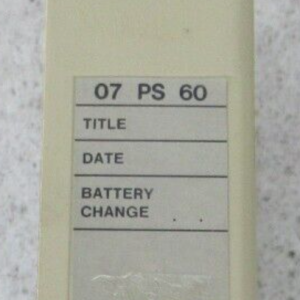 07 PS 60
TITLE
DATE
BATTERY
CHANGE